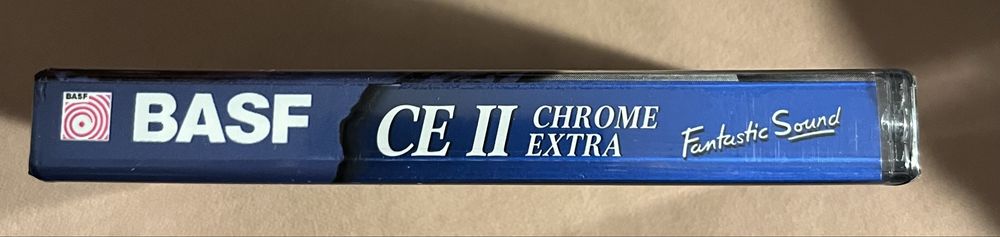 BASF
BASF
CE II
CHROME
EXTRA
Fantastic Sound